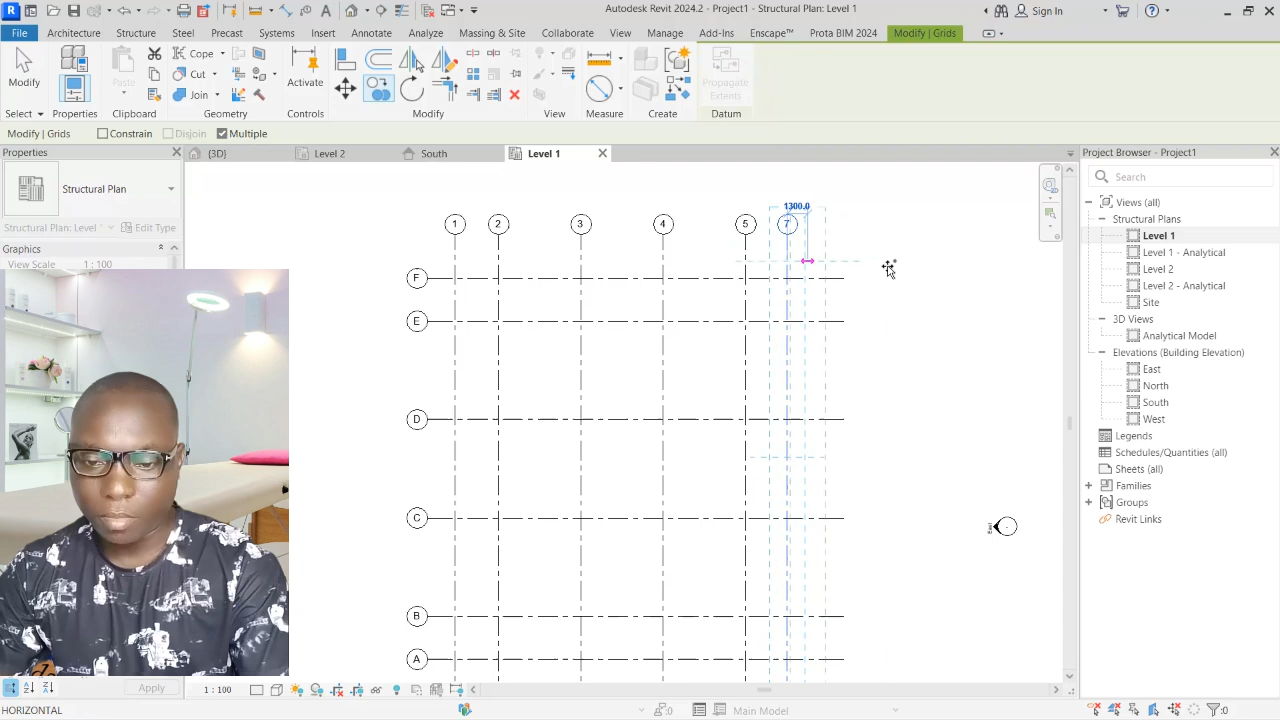 Autodesk Revit 2024.2 - Project1 - Structural Plan: Level 1
Sign In
File Architecture Structure Steel Precast Systems Insert Annotate Analyze Massing & Site Collaborate View Manage Add-Ins Enscape™ Prota BIM 2024 Modify | Grids
Modify
Paste
Cope
Cut
Join
Activate
Propagate
Extents
Select Properties Clipboard Geometry Controls Modify View Measure Create Datum
Modify | Grids Constrain Disjoin Multiple
Properties
{3D} Level 2 South Level 1
Project Browser - Project1
Structural Plan
Structural Plan: Level Edit Type
Graphics
View Scale 1 : 100
Search
Views (all)
Structural Plans
Level 1
Level 1 - Analytical
Level 2
Level 2 - Analytical
Site
3D Views
Analytical Model
Elevations (Building Elevation)
East
North
South
West
Legends
Schedules/Quantities (all)
Sheets (all)
Families
Groups
Revit Links
1300.0
1 2 3 4 5 7
F
E
D
C
B
A
East
Apply
1 : 100
HORIZONTAL
:0
Main Model
:0